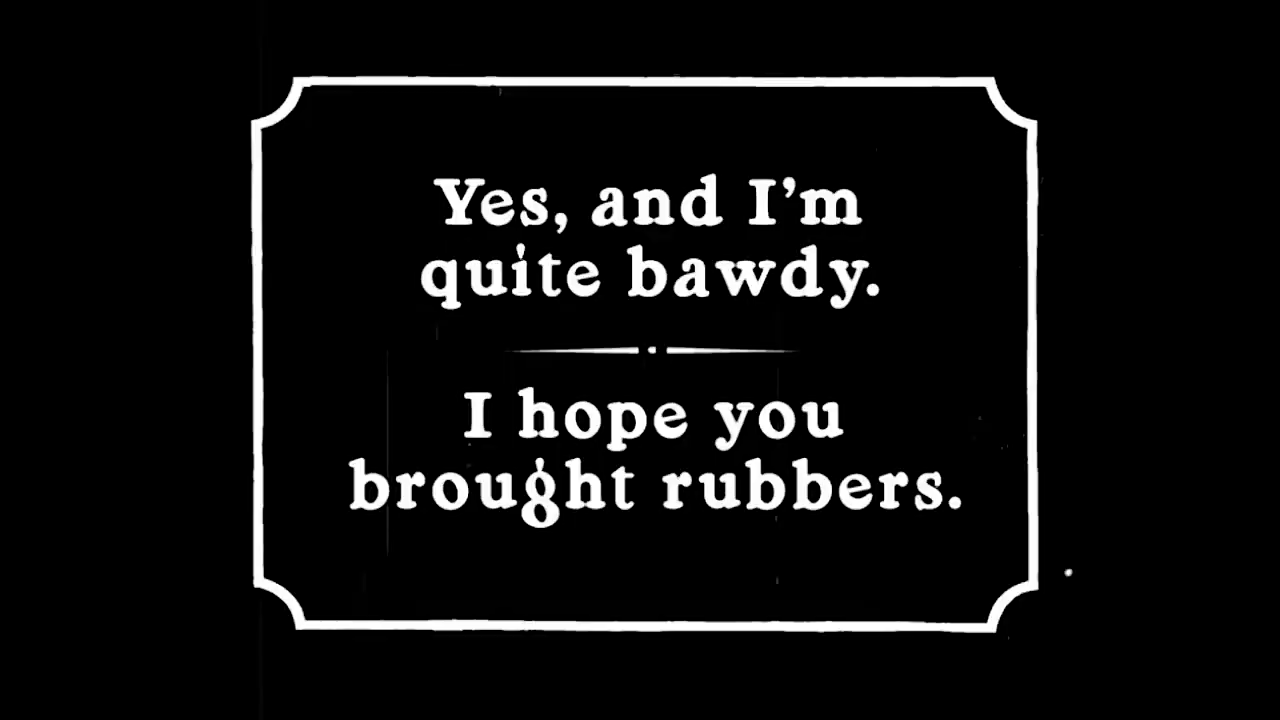 Yes, and I'm
quite bawdy.
I hope you
brought rubbers.